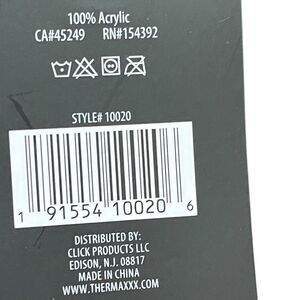 100% Acrylic
CA#45249 RN#154392
STYLE# 10020
1 91554 10020 6
DISTRIBUTED BY:
CLICK PRODUCTS LLC
EDISON, N.J. 08817
MADE IN CHINA
WWW.THERMAXXX.COM